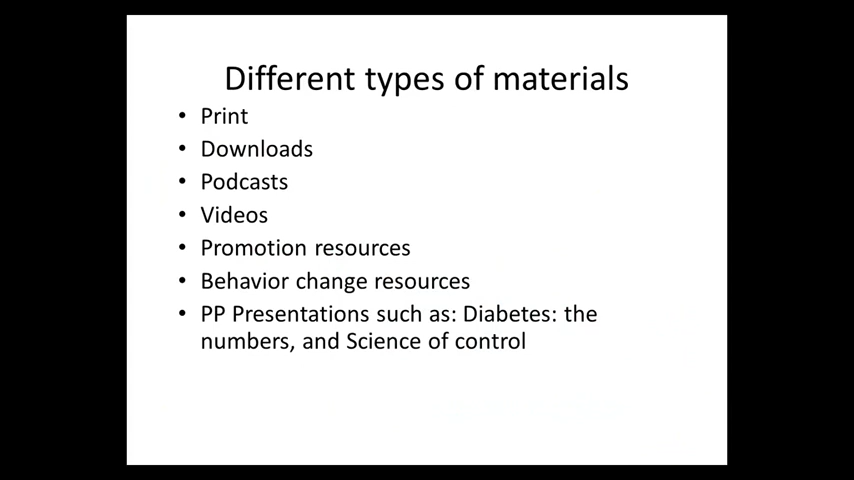 Different types of materials
• Print
• Downloads
• Podcasts
• Videos
• Promotion resources
• Behavior change resources
• PP Presentations such as: Diabetes: the
numbers, and Science of control